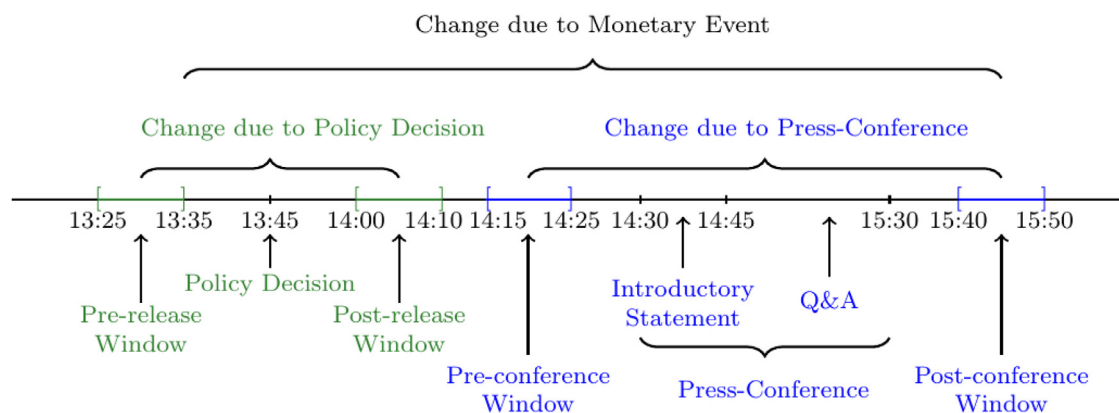 Change due to Monetary Event
Change due to Policy Decision
Change due to Press-Conference
13:25 13:35 13:45 14:00 14:10 14:15 14:25 14:30 14:45 15:30 15:40 15:50
Policy Decision
Introductory
Statement
Q&A
Pre-release
Window
Post-release
Window
Pre-conference
Window
Press-Conference
Post-conference
Window